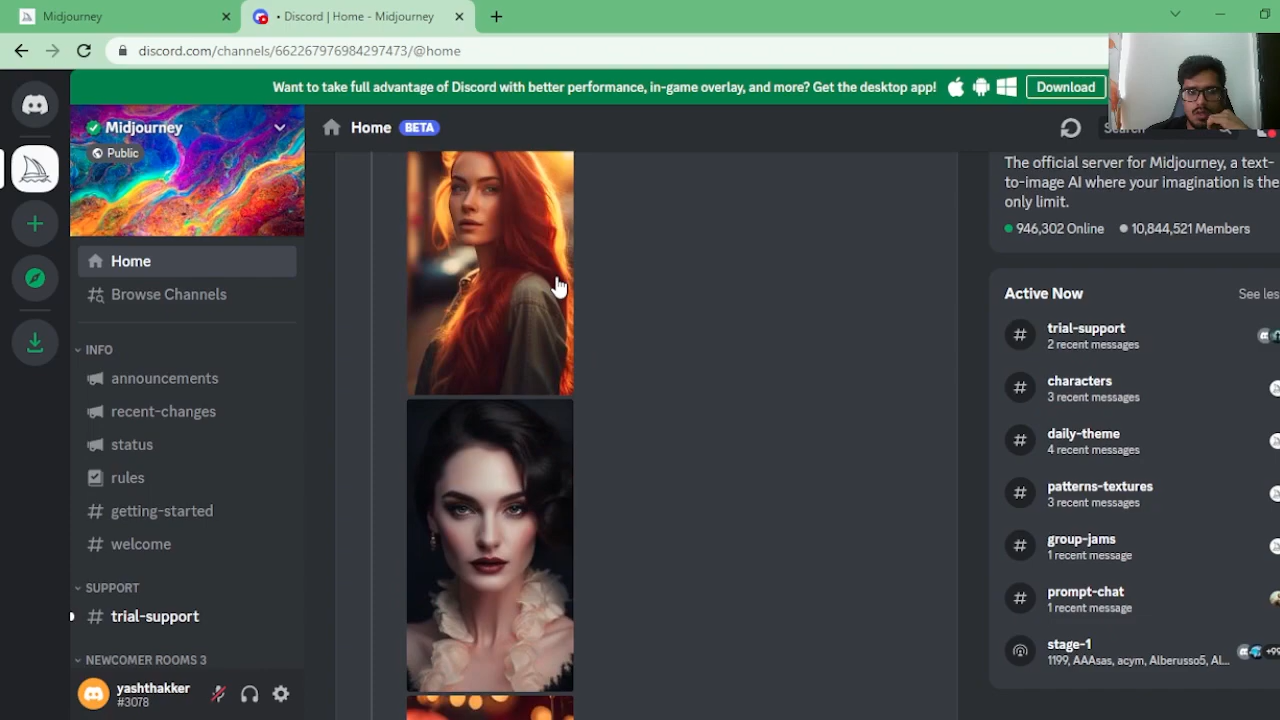 Midjourney
• Discord | Home - Midjourney
discord.com/channels/662267976984297473/@home
Want to take full advantage of Discord with better performance, in-game overlay, and more? Get the desktop app!
Download
Midjourney
Public
Home
BETA
Search
Home
Browse Channels
INFO
announcements
recent-changes
status
rules
getting-started
welcome
SUPPORT
trial-support
NEWCOMER ROOMS 3
yashthakker
#3078
The official server for Midjourney, a text-
to-image AI where your imagination is the
only limit.
946,302 Online
10,844,521 Members
Active Now
See les
trial-support
2 recent messages
characters
3 recent messages
daily-theme
4 recent messages
patterns-textures
3 recent messages
group-jams
1 recent message
prompt-chat
1 recent message
stage-1
1199, AAAsas, acym, Alberusso5, AL...
+99